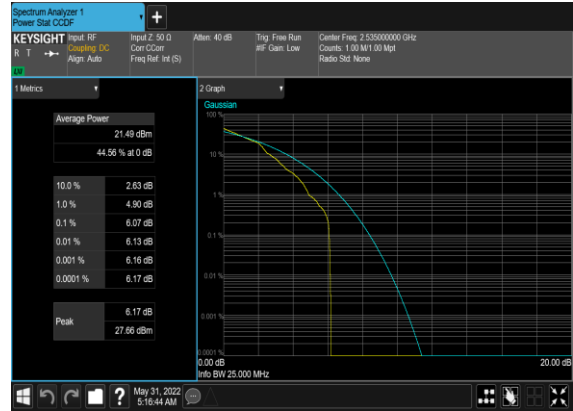 Spectrum Analyzer 1
Power Stat CCDF
KEYSIGHT
R T
LXI
Input: RF
Coupling: DC
Align: Auto
Input Z: 50 Ω
Corr CCorr
Freq Ref: Int (S)
Atten: 40 dB
Trig: Free Run
#IF Gain: Low
Center Freq: 2.535000000 GHz
Counts: 1.00 M/1.00 Mpt
Radio Std: None
1 Metrics
Average Power
21.49 dBm
44.56 % at 0 dB
10.0 % 2.63 dB
1.0 % 4.90 dB
0.1 % 6.07 dB
0.01 % 6.13 dB
0.001 % 6.16 dB
0.0001 % 6.17 dB
Peak
6.17 dB
27.66 dBm
2 Graph
Gaussian
100 %
10 %
1 %
0.1 %
0.01 %
0.001 %
0.0001 %
0.00 dB
20.00 dB
Info BW 25.000 MHz
?
May 31, 2022
5:16:44 AM